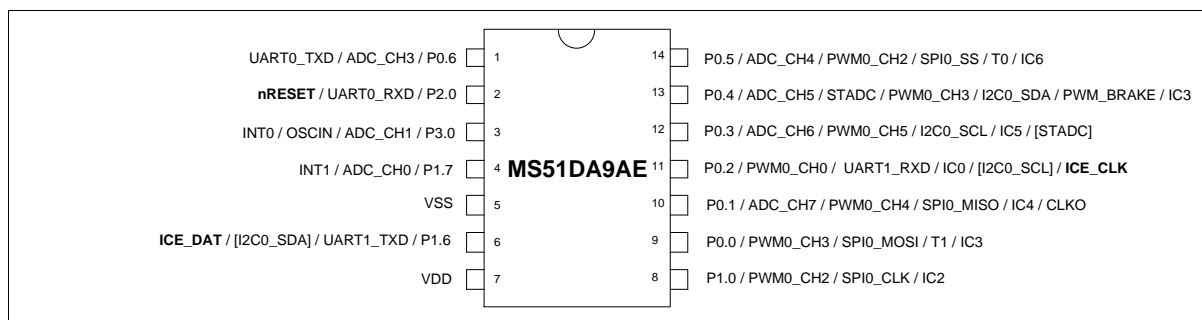 UART0_TXD / ADC_CH3 / P0.6 1
nRESET / UART0_RXD / P2.0 2
INT0 / OSCIN / ADC_CH1 / P3.0 3
INT1 / ADC_CH0 / P1.7 4
VSS 5
ICE_DAT / [I2C0_SDA] / UART1_TXD / P1.6 6
VDD 7
MS51DA9AE
14 P0.5 / ADC_CH4 / PWM0_CH2 / SPI0_SS / T0 / IC6
13 P0.4 / ADC_CH5 / STADC / PWM0_CH3 / I2C0_SDA / PWM_BRAKE / IC3
12 P0.3 / ADC_CH6 / PWM0_CH5 / I2C0_SCL / IC5 / [STADC]
11 P0.2 / PWM0_CH0 / UART1_RXD / IC0 / [I2C0_SCL] / ICE_CLK
10 P0.1 / ADC_CH7 / PWM0_CH4 / SPI0_MISO / IC4 / CLKO
9 P0.0 / PWM0_CH3 / SPI0_MOSI / T1 / IC3
8 P1.0 / PWM0_CH2 / SPI0_CLK / IC2